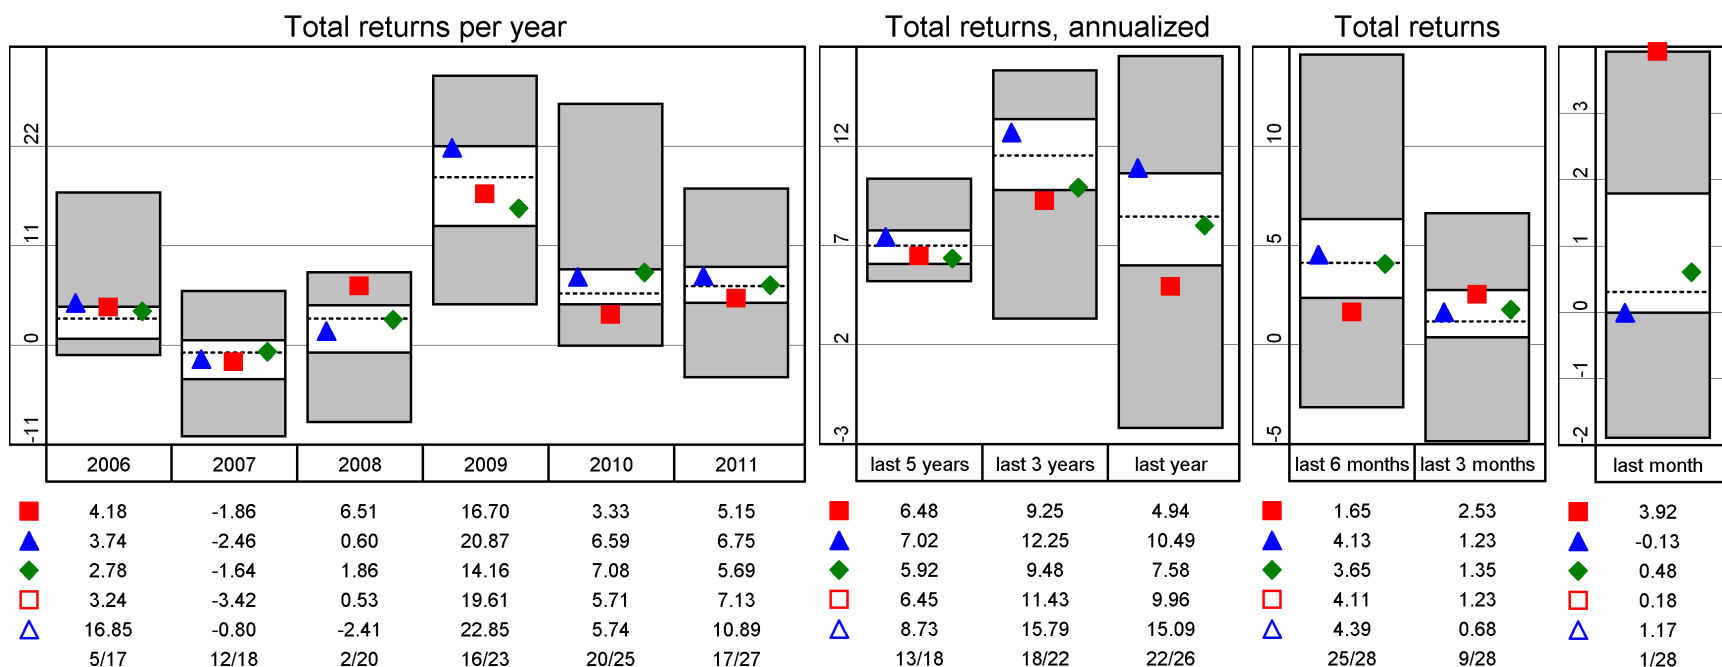 Total returns per year
Total returns, annualized
Total returns
22
11
0
-11
12
7
2
-3
10
5
0
-5
3
2
1
0
-1
-2
2006 2007 2008 2009 2010 2011
last 5 years last 3 years last year
last 6 months last 3 months
last month
4.18 -1.86 6.51 16.70 3.33 5.15 6.48 9.25 4.94 1.65 2.53 3.92
3.74 -2.46 0.60 20.87 6.59 6.75 7.02 12.25 10.49 4.13 1.23 -0.13
2.78 -1.64 1.86 14.16 7.08 5.69 5.92 9.48 7.58 3.65 1.35 0.48
3.24 -3.42 0.53 19.61 5.71 7.13 6.45 11.43 9.96 4.11 1.23 0.18
16.85 -0.80 -2.41 22.85 5.74 10.89 8.73 15.79 15.09 4.39 0.68 1.17
5/17 12/18 2/20 16/23 20/25 17/27 13/18 18/22 22/26 25/28 9/28 1/28